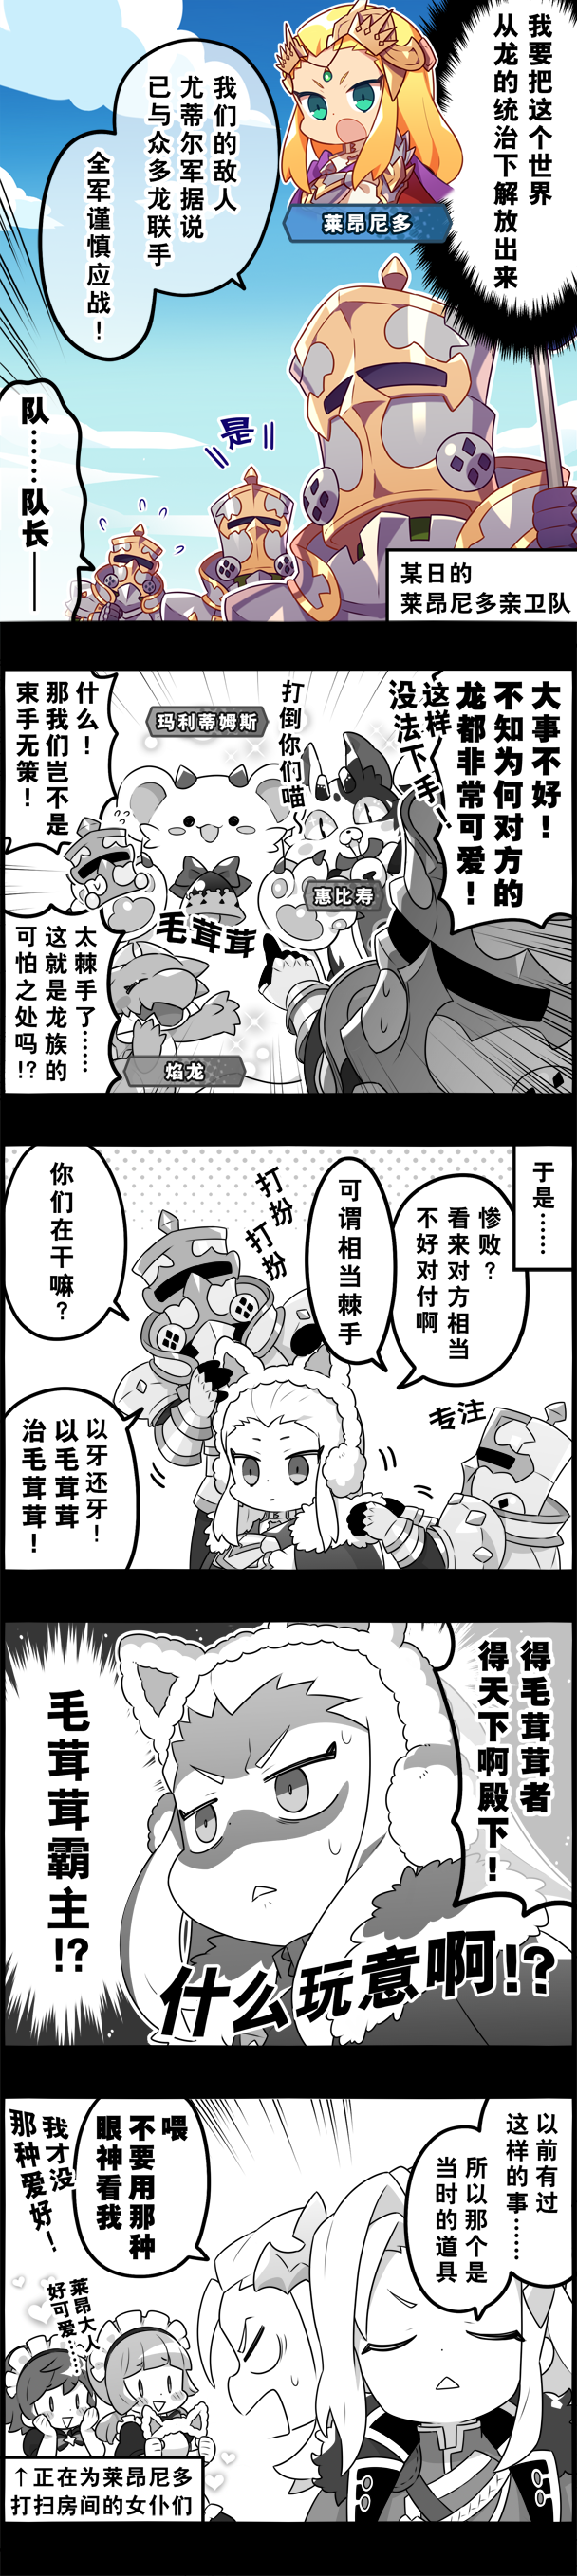 我要把这个世界
从龙的统治下解放出来
莱昂尼多
我们的敌人
尤蒂尔军据说
已与众多龙联手
全军谨慎应战！
是
队……队长——
某日的
莱昂尼多亲卫队
大事不好！
不知为何对方的
龙都非常可爱！
这样
没法下手！
打倒你们喵
玛利蒂姆斯
惠比寿
毛茸茸
焰龙
什么！
那我们岂不是
束手无策！
太棘手了……
这就是龙族的
可怕之处吗!?
于是……
惨败？
看来对方相当
不好对付啊
可谓相当棘手
打扮
打扮
你们在干嘛？
专注
以牙还牙！
以毛茸茸
治毛茸茸！
得毛茸茸者
得天下啊殿下！
毛茸茸霸主!?
什么玩意啊!?
以前有过
这样的事……
所以那个是
当时的道具
喂
不要用那种
眼神看我
我才没
那种爱好！
莱昂大人
好可爱……
↑正在为莱昂尼多
打扫房间的女仆们